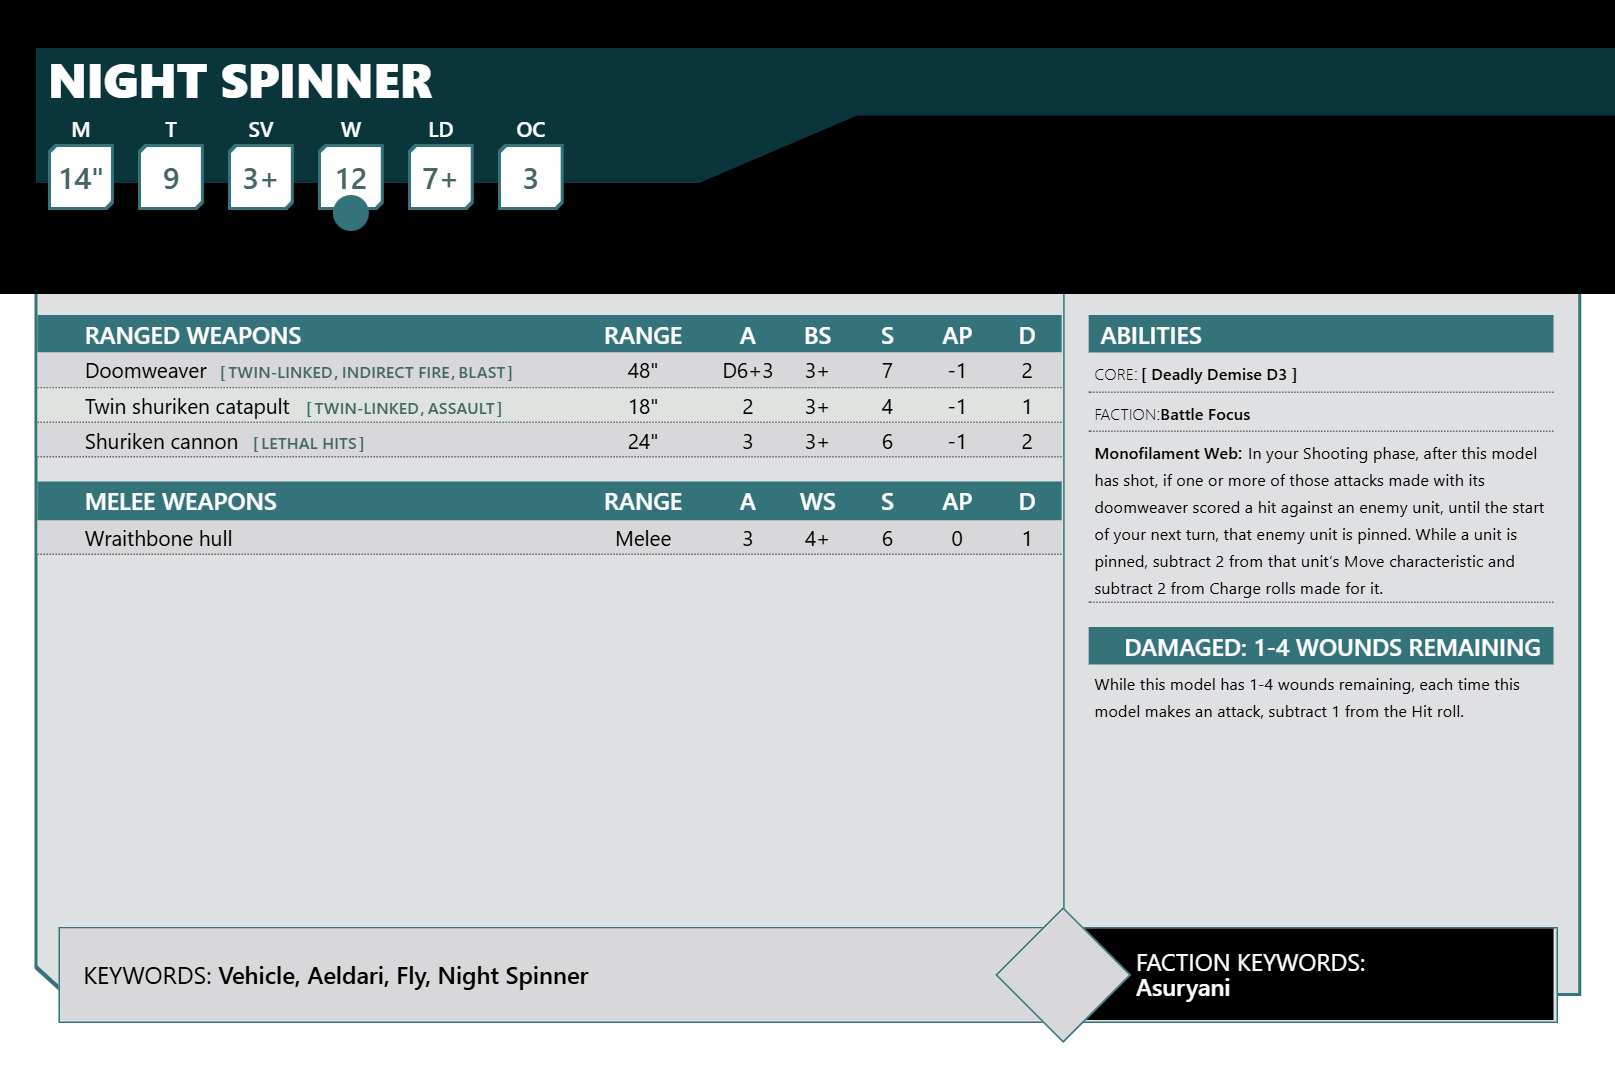 NIGHT SPINNER
M T SV W LD OC
14" 9 3+ 12 7+ 3
RANGED WEAPONS RANGE A BS S AP D
Doomweaver [TWIN-LINKED, INDIRECT FIRE, BLAST] 48" D6+3 3+ 7 -1 2
Twin shuriken catapult [TWIN-LINKED, ASSAULT] 18" 2 3+ 4 -1 1
Shuriken cannon [LETHAL HITS] 24" 3 3+ 6 -1 2
MELEE WEAPONS RANGE A WS S AP D
Wraithbone hull Melee 3 4+ 6 0 1
ABILITIES
CORE: [ Deadly Demise D3 ]
FACTION:Battle Focus
Monofilament Web: In your Shooting phase, after this model
has shot, if one or more of those attacks made with its
doomweaver scored a hit against an enemy unit, until the start
of your next turn, that enemy unit is pinned. While a unit is
pinned, subtract 2 from that unit’s Move characteristic and
subtract 2 from Charge rolls made for it.
DAMAGED: 1-4 WOUNDS REMAINING
While this model has 1-4 wounds remaining, each time this
model makes an attack, subtract 1 from the Hit roll.
KEYWORDS: Vehicle, Aeldari, Fly, Night Spinner
FACTION KEYWORDS:
Asuryani